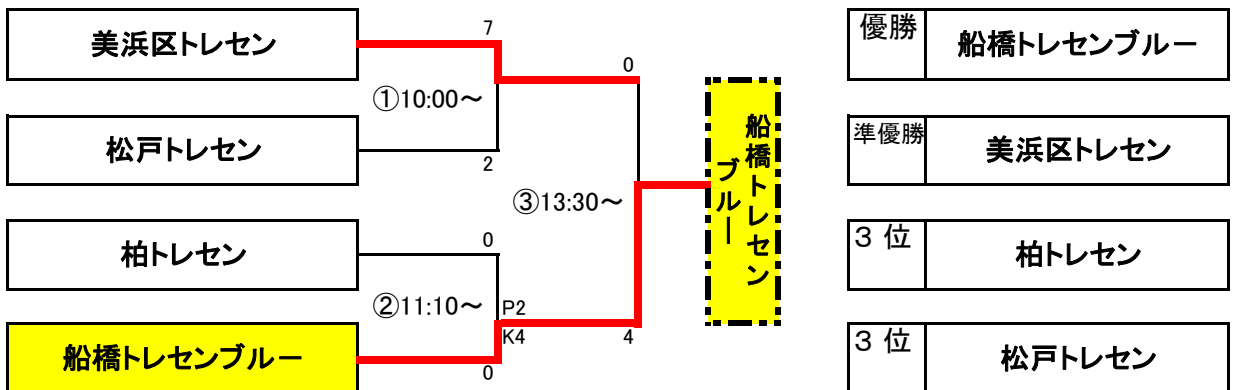 美浜区トレセン
7
①10:00～
松戸トレセン
2
0
③13:30～
柏トレセン
0
②11:10～
P2
K4
船橋トレセンブルー
0
4
船橋トレセン
ブルー
優勝
船橋トレセンブルー
準優勝
美浜区トレセン
3 位
柏トレセン
3 位
松戸トレセン